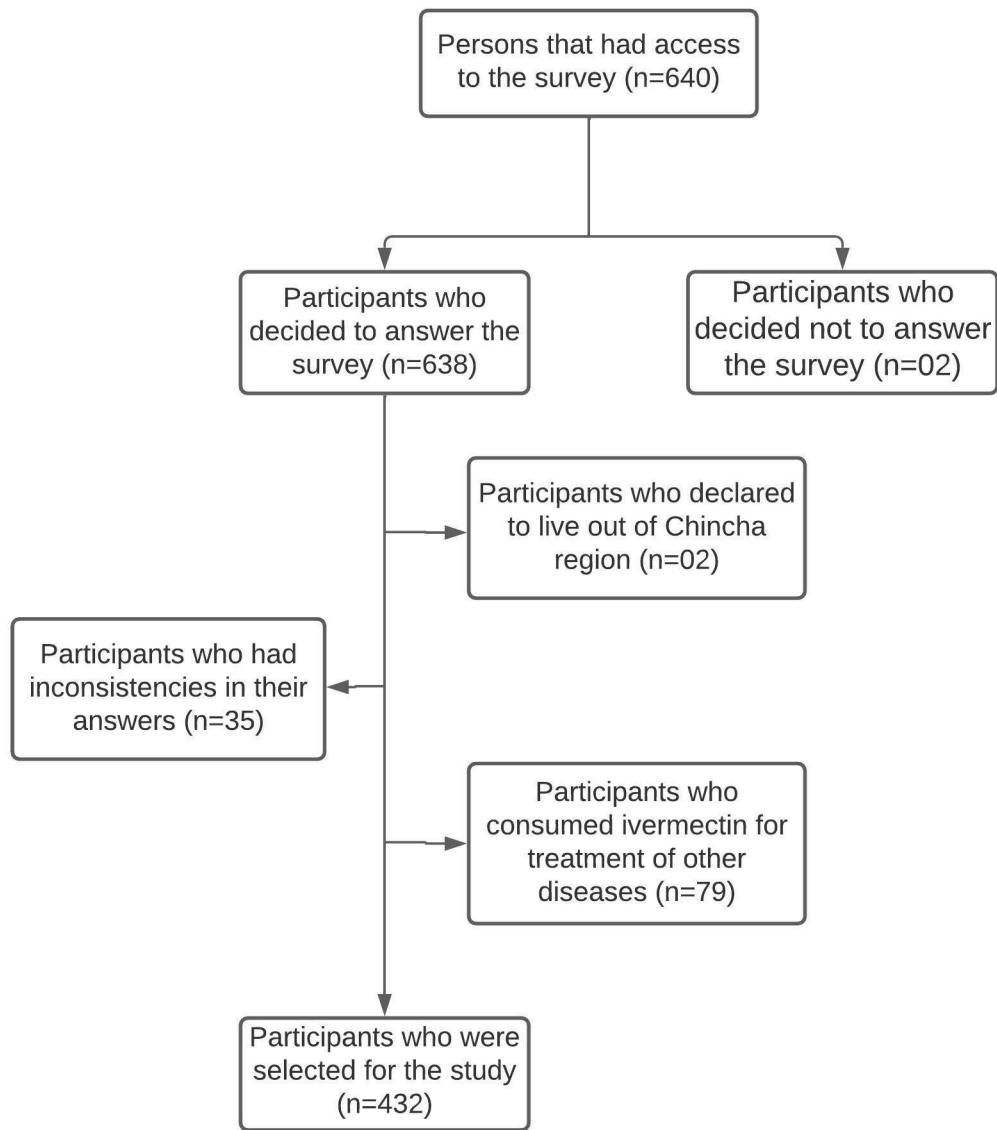 Persons that had access
to the survey (n=640)
Participants who
decided to answer the
survey (n=638)
Participants who
decided not to answer
the survey (n=02)
Participants who declared
to live out of Chincha
region (n=02)
Participants who had
inconsistencies in their
answers (n=35)
Participants who
consumed ivermectin for
treatment of other
diseases (n=79)
Participants who were
selected for the study
(n=432)